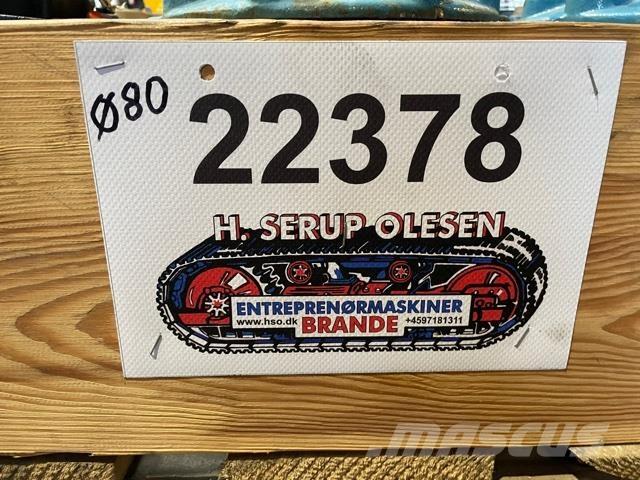 Ø80
22378
H. SERUP OLESEN
ENTREPRENØRMASKINER
www.hso.dk BRANDE +4597181311
mascus